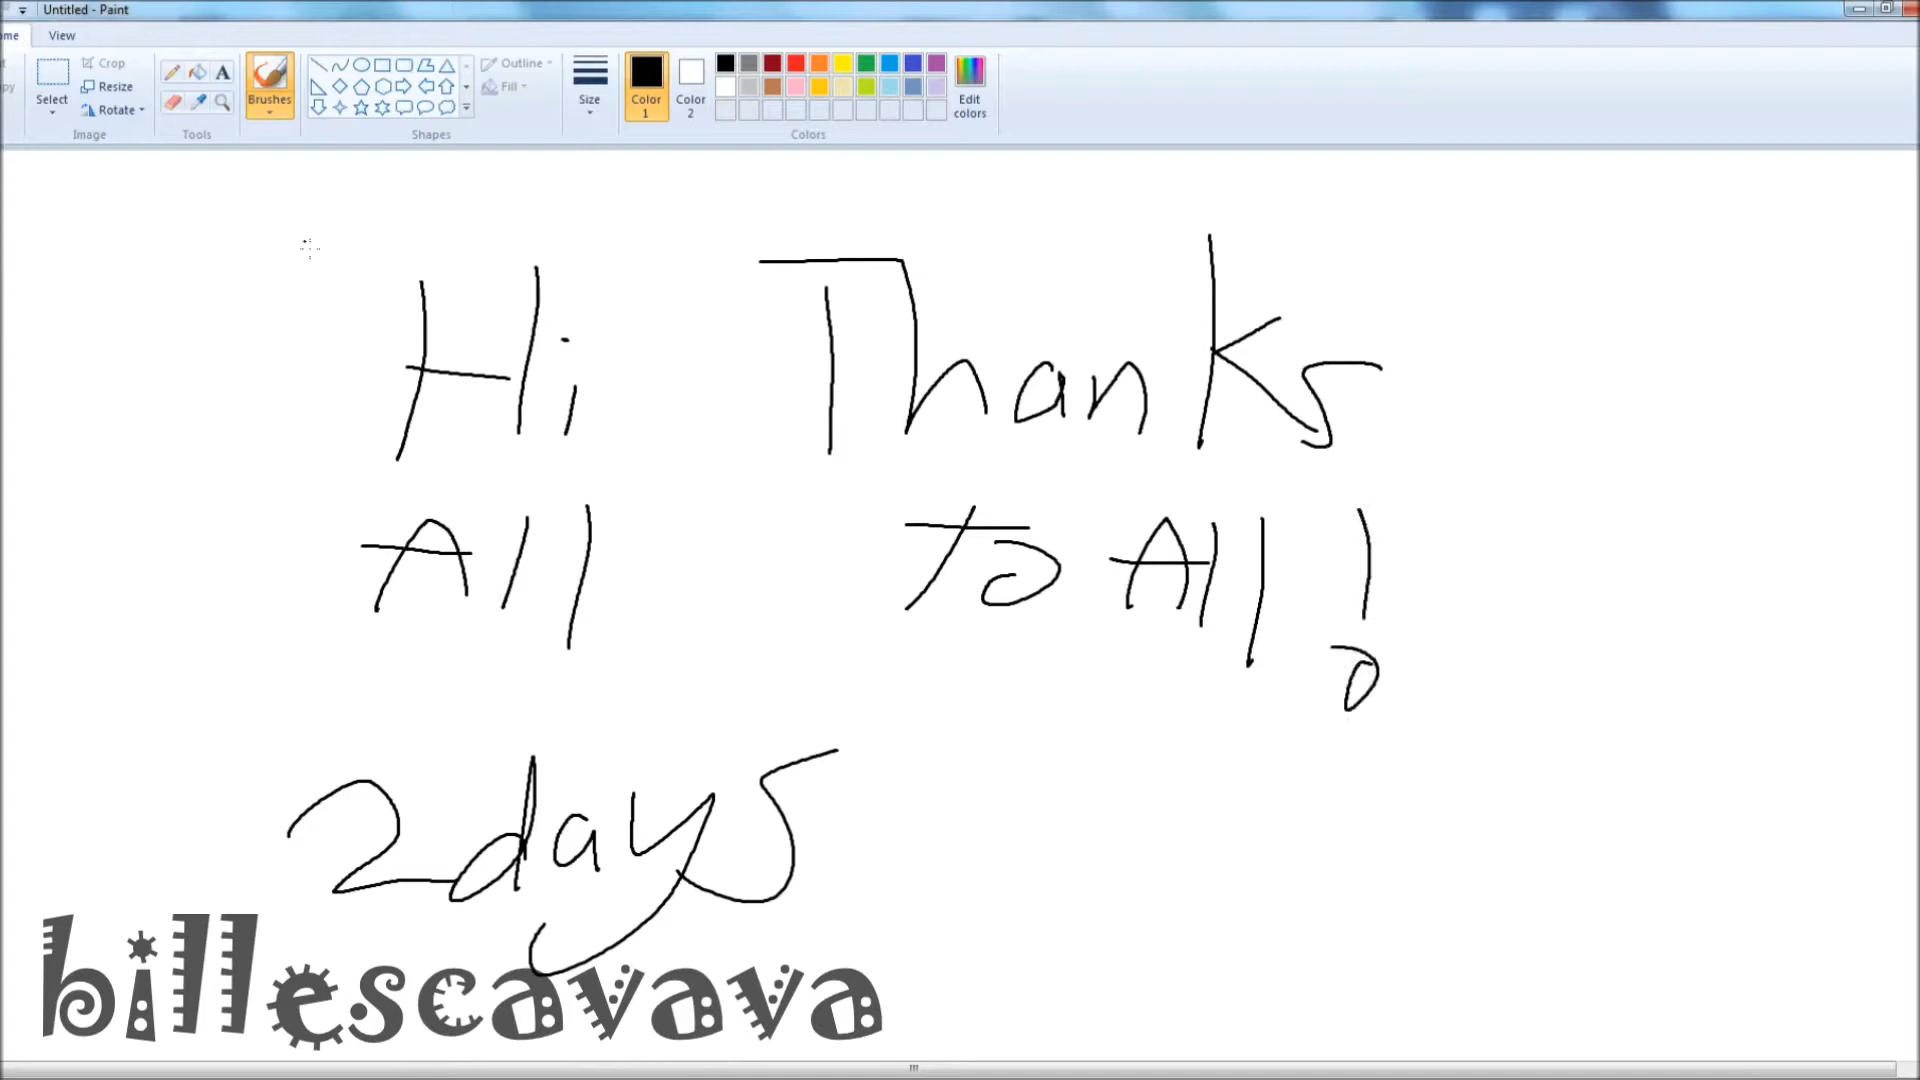 Untitled - Paint
View
Crop
Resize
Rotate
Select
Image
Tools
Brushes
Outline
Fill
Shapes
Size
Color 1
Color 2
Edit colors
Colors
Hi Thanks
All to All!
2days
billescavava